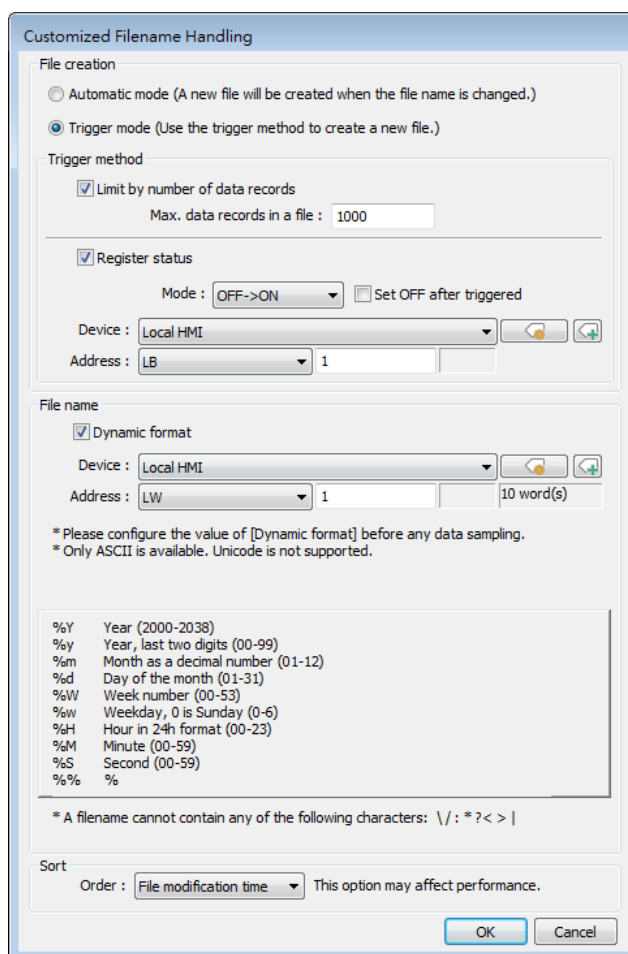 Customized Filename Handling
File creation
Automatic mode (A new file will be created when the file name is changed.)
Trigger mode (Use the trigger method to create a new file.)
Trigger method
Limit by number of data records
Max. data records in a file : 1000
Register status
Mode : OFF->ON Set OFF after triggered
Device : Local HMI
Address : LB 1
File name
Dynamic format
Device : Local HMI
Address : LW 1 10 word(s)
* Please configure the value of [Dynamic format] before any data sampling.
* Only ASCII is available. Unicode is not supported.
%Y Year (2000-2038)
%y Year, last two digits (00-99)
%m Month as a decimal number (01-12)
%d Day of the month (01-31)
%W Week number (00-53)
%w Weekday, 0 is Sunday (0-6)
%H Hour in 24h format (00-23)
%M Minute (00-59)
%S Second (00-59)
%% %
* A filename cannot contain any of the following characters: \ / : * ? < > |
Sort
Order : File modification time This option may affect performance.
OK Cancel